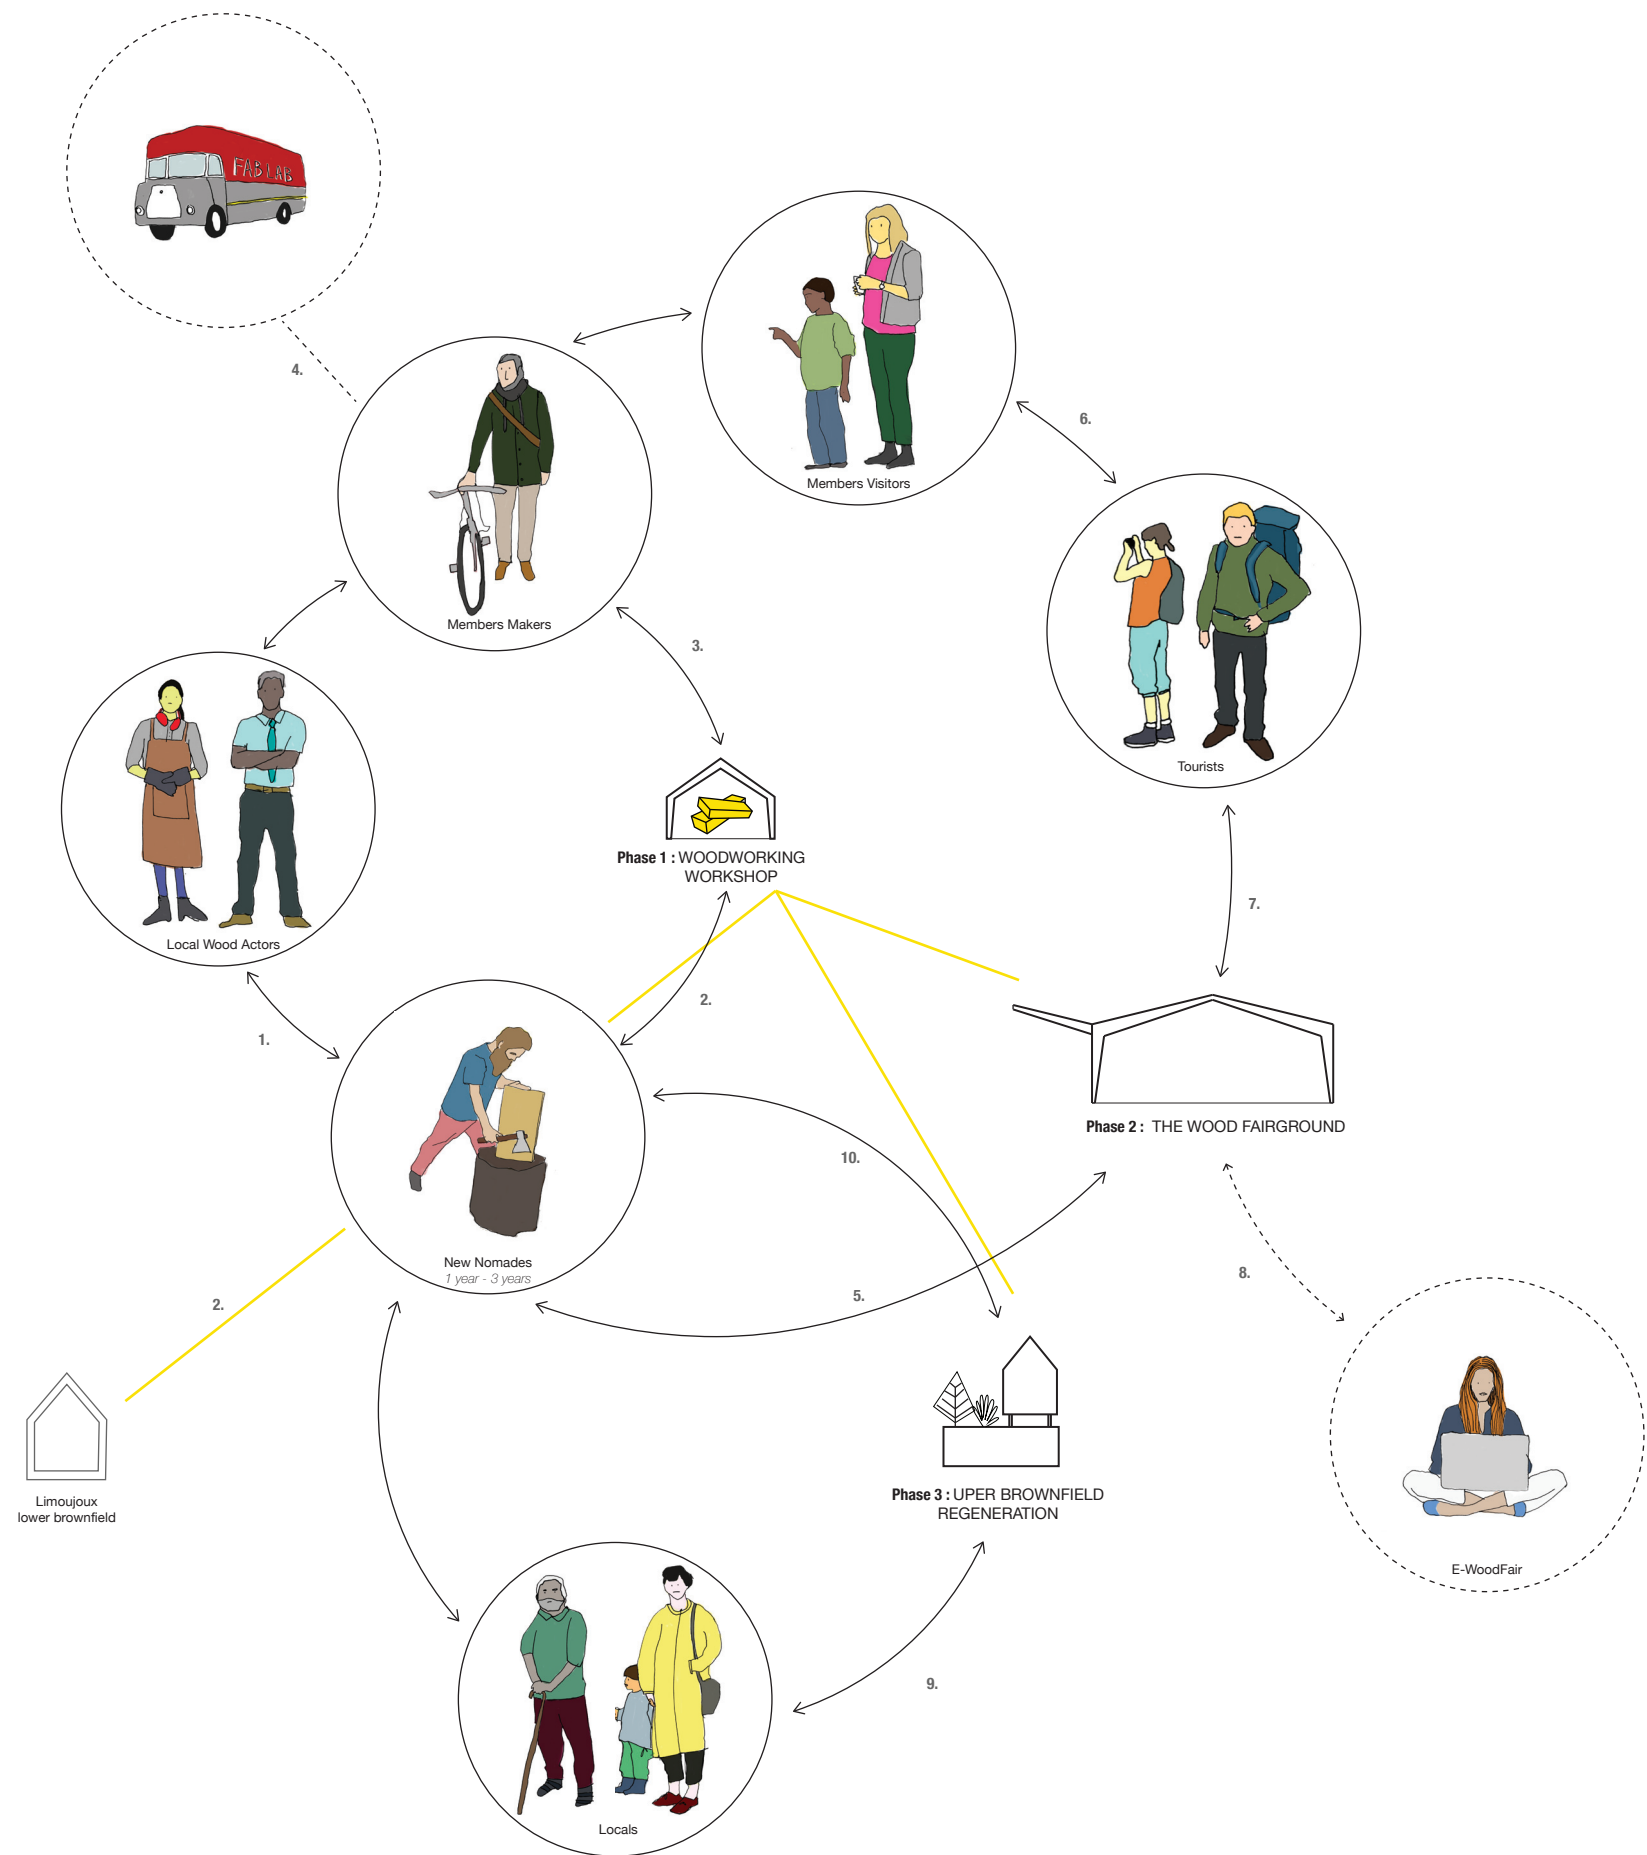 FAB LAB
4.
Members Visitors
6.
Members Makers
3.
Tourists
Phase 1 : WOODWORKING
WORKSHOP
7.
Local Wood Actors
2.
1.
Phase 2 : THE WOOD FAIRGROUND
10.
New Nomades
1 year - 3 years
8.
5.
2.
Limoujoux
lower brownfield
Phase 3 : UPER BROWNFIELD
REGENERATION
E-WoodFair
9.
Locals